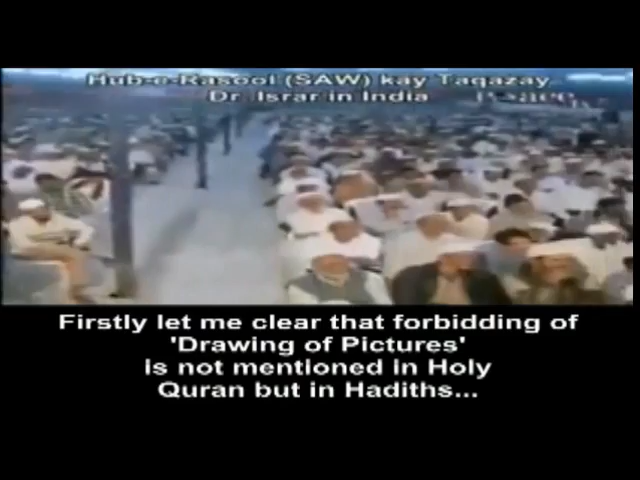 Hub-e-Rasool (SAW) kay Taqazay
Dr. Israr in India
Firstly let me clear that forbidding of
'Drawing of Pictures'
is not mentioned in Holy
Quran but in Hadiths...